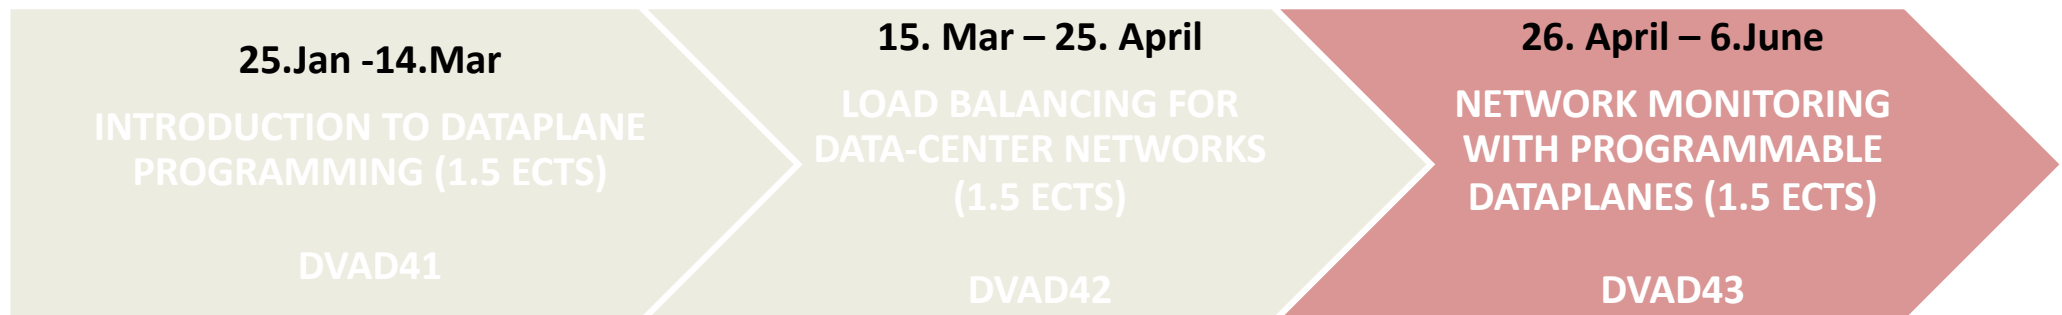 25.Jan -14.Mar
INTRODUCTION TO DATAPLANE
PROGRAMMING (1.5 ECTS)
DVAD41
15. Mar – 25. April
LOAD BALANCING FOR
DATA-CENTER NETWORKS
(1.5 ECTS)
DVAD42
26. April – 6.June
NETWORK MONITORING
WITH PROGRAMMABLE
DATAPLANES (1.5 ECTS)
DVAD43